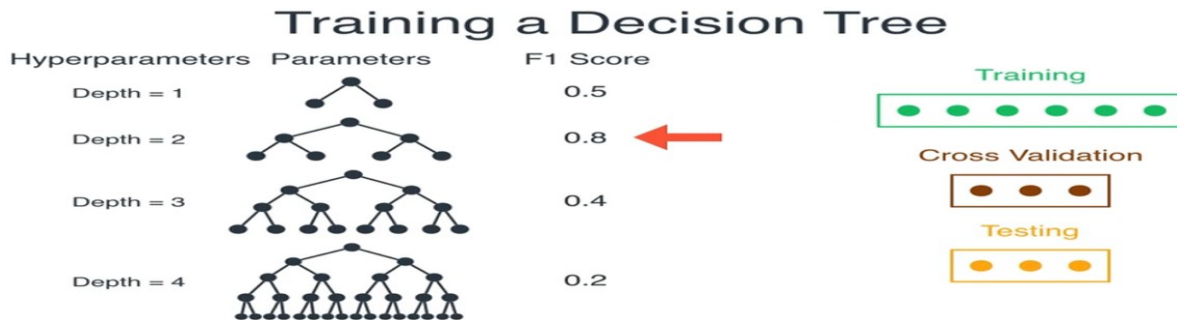 Training a Decision Tree
Hyperparameters Parameters F1 Score
Depth = 1 0.5
Depth = 2 0.8
Depth = 3 0.4
Depth = 4 0.2
Training
Cross Validation
Testing